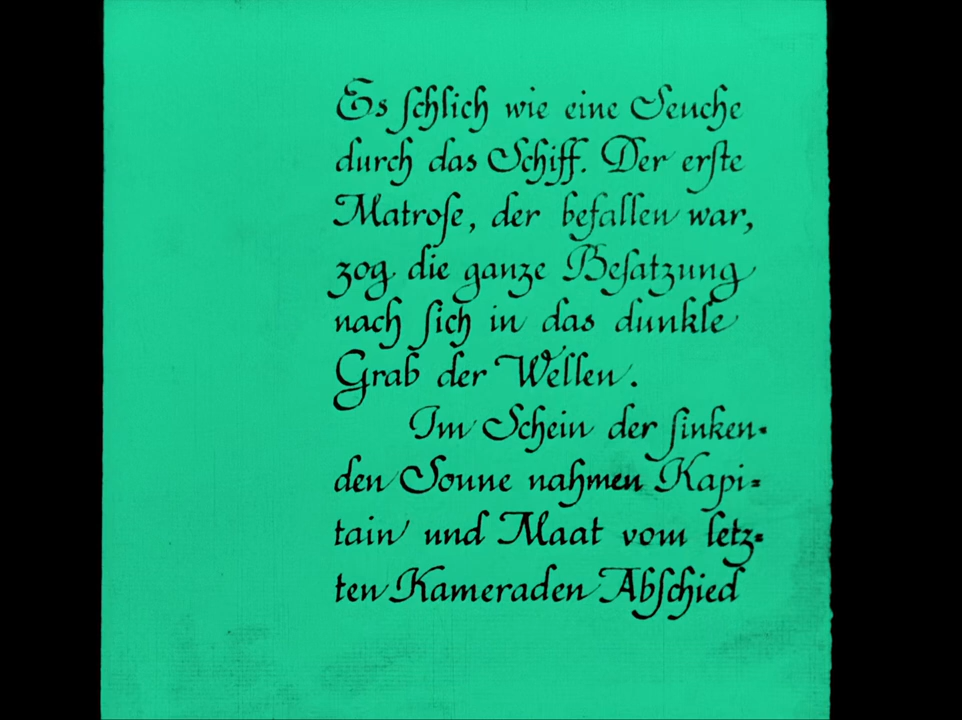 Es ſchlich wie eine Seuche
durch das Schiff. Der erſte
Matroſe, der befallen war,
zog die ganze Beſatzung
nach ſich in das dunkle
Grab der Wellen.
Im Schein der ſinken-
den Sonne nahmen Kapi-
tain und Maat vom letz-
ten Kameraden Abſchied